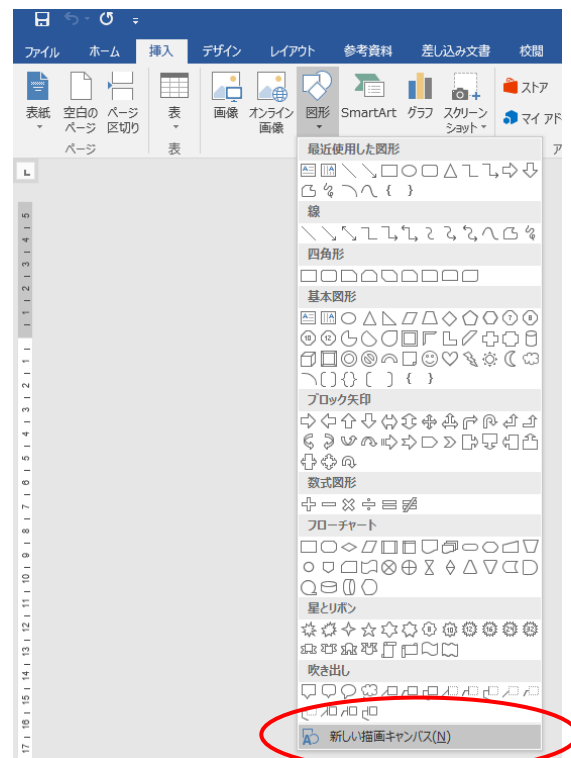 ファイル ホーム 挿入 デザイン レイアウト 参考資料 差し込み文書 校閲
表紙 空白の ページ 表 画像 オンライン 図形 SmartArt グラフ スクリーン ストア
ページ 区切り 画像 ショット マイ アド
ページ 表
最近使用した図形
線
四角形
基本図形
ブロック矢印
数式図形
フローチャート
星とリボン
吹き出し
新しい描画キャンバス(N)